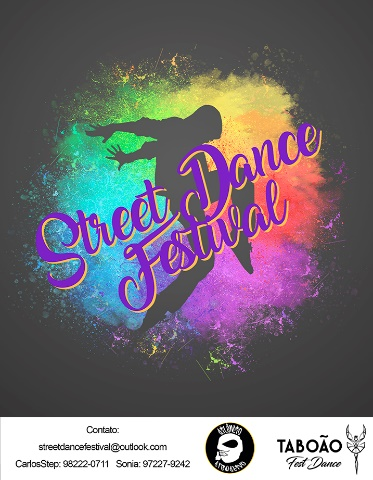 Street Dance
Festival
Contato:
streetdancefestival@outlook.com
CarlosStep: 98222-0711 Sonia: 97227-9242
TABOÃO
Fest Dance